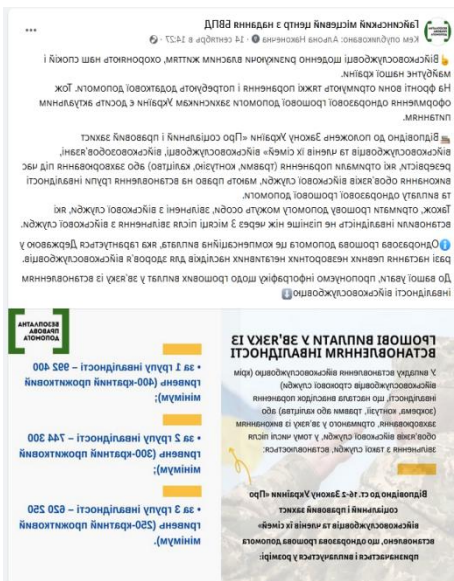 Гайсинський місцевий центр з надання БВПД
Кем опубликовано: Альона Наконечна · 14 сентябрь в 14:27 ·
Військовослужбовці щоденно ризикуючи власним життям, охороняють наш спокій і
майбутнє нашої країни.
На фронті вони отримують тяжкі поранення і потребують додаткової допомоги. Тож
оформлення одноразової грошової допомоги захисникам України є досить актуальним
питанням.
Відповідно до положень Закону України «Про соціальний і правовий захист
військовослужбовців та членів їх сімей» військовослужбовці, військовозобов'язані,
резервісти, які отримали поранення (травми, контузію, каліцтво) або захворювання під час
виконання обов'язків військової служби, мають право на встановлення групи інвалідності
та виплату одноразової грошової допомоги.
Також, отримати грошову допомогу можуть особи, звільнені з військової служби, які
встановили інвалідність не пізніше ніж через 3 місяці після звільнення з військової служби.
Одноразова грошова допомога це компенсаційна виплата, яка гарантується Державою у
разі настання певних незворотних негативних наслідків для здоров'я військовослужбовців.
До вашої уваги, пропонуємо інфографіку щодо грошових виплат у зв'язку із встановленням
інвалідності військовослужбовцю
ГРОШОВІ ВИПЛАТИ У ЗВ'ЯЗКУ ІЗ
ВСТАНОВЛЕННЯМ ІНВАЛІДНОСТІ
У випадку встановлення військовослужбовцю (крім
військовослужбовців строкової служби)
інвалідності, що настала внаслідок поранення
(зокрема, контузії, травми або каліцтва) або
захворювання, отриманого у зв'язку із виконанням
обов'язків військової служби, у тому числі після
звільнення з такої служби, встановлюється:
Відповідно до ст. 16-2 Закону України «Про
соціальний і правовий захист
військовослужбовців та членів їх сімей»
встановлено, що одноразова грошова допомога
призначається і виплачується у розмірі:
БЕЗОПЛАТНА
ПРАВОВА
ДОПОМОГА
• за 1 групу інвалідності – 992 400
гривень (400-кратний прожитковий
мінімум);
• за 2 групу інвалідності – 744 300
гривень (300-кратний прожитковий
мінімум);
• за 3 групу інвалідності – 620 250
гривень (250-кратний прожитковий
мінімум).